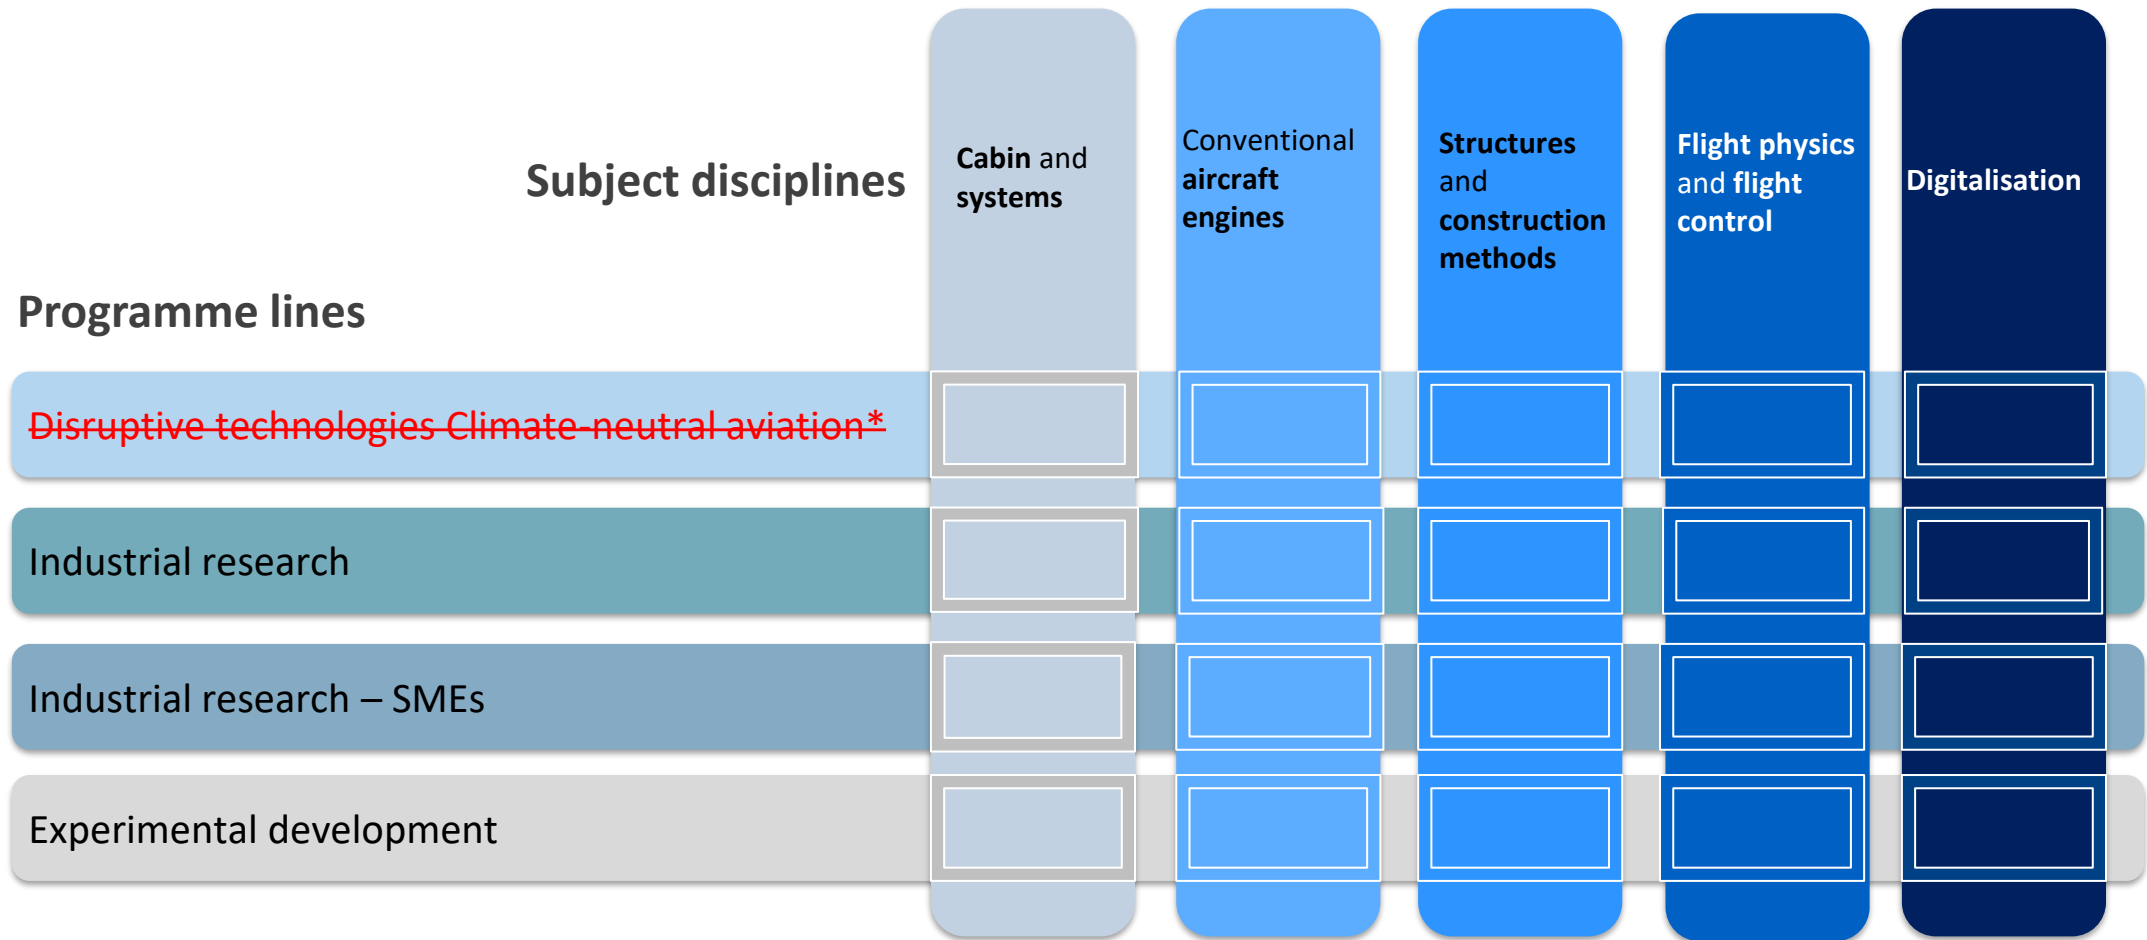 Subject disciplines
Cabin and
systems
Conventional
aircraft
engines
Structures
and
construction
methods
Flight physics
and flight
control
Digitalisation
Programme lines
Disruptive technologies Climate-neutral aviation*
Industrial research
Industrial research – SMEs
Experimental development